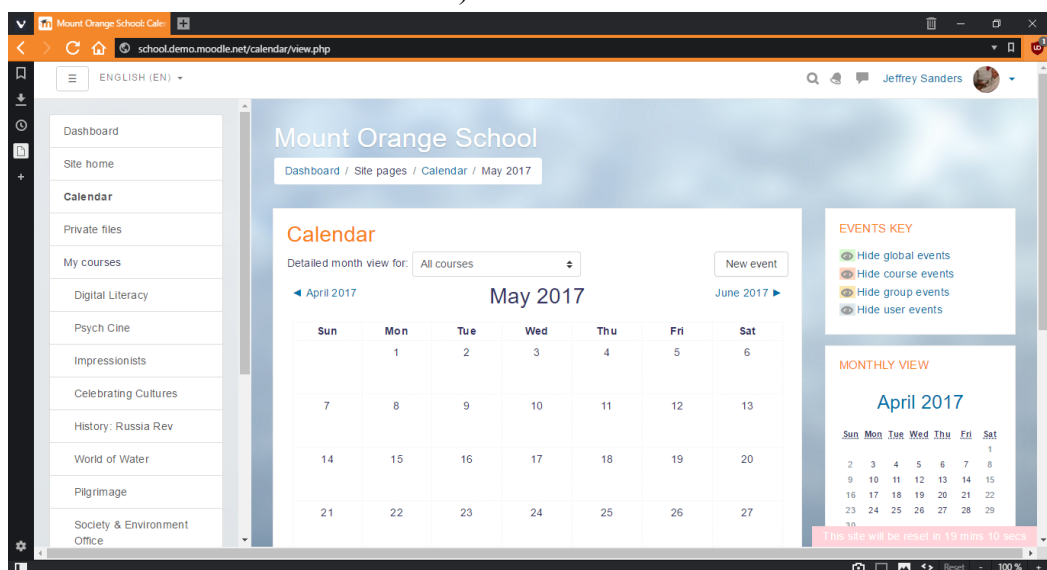 Mount Orange School: Cale
school.demo.moodle.net/calendar/view.php
1
ENGLISH (EN)
Jeffrey Sanders
Dashboard
Site home
Calendar
Private files
My courses
Digital Literacy
Psych Cine
Impressionists
Celebrating Cultures
History: Russia Rev
World of Water
Pilgrimage
Society & Environment
Office
Mount Orange School
Dashboard / Site pages / Calendar / May 2017
Calendar
Detailed month view for: All courses New event
◄ April 2017 May 2017 June 2017 ►
Sun Mon Tue Wed Thu Fri Sat
1 2 3 4 5 6
7 8 9 10 11 12 13
14 15 16 17 18 19 20
21 22 23 24 25 26 27
EVENTS KEY
Hide global events
Hide course events
Hide group events
Hide user events
MONTHLY VIEW
April 2017
Sun Mon Tue Wed Thu Fri Sat
1
2 3 4 5 6 7 8
9 10 11 12 13 14 15
16 17 18 19 20 21 22
23 24 25 26 27 28 29
30
This site will be reset in 19 mins 10 secs
Reset - 100 % +